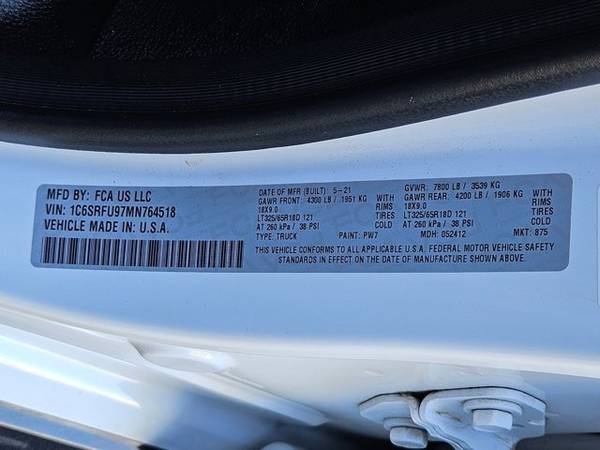 MFD BY: FCA US LLC
VIN: 1C6SRFU97MN764518
VEHICLE MADE IN: U.S.A.
DATE OF MFR (BUILT): 5-21
GAWR FRONT: 4300 LB / 1951 KG
18X9.0
LT325/65R18D 121
AT 260 kPa / 38 PSI
TYPE: TRUCK
WITH
RIMS
TIRES
COLD
PAINT: PW7
GVWR: 7800 LB / 3539 KG
GAWR REAR: 4200 LB / 1906 KG
18X9.0
LT325/65R18D 121
AT 260 kPa / 38 PSI
MDH: 052412
WITH
RIMS
TIRES
COLD
MKT: 875
THIS VEHICLE CONFORMS TO ALL APPLICABLE U.S.A. FEDERAL MOTOR VEHICLE SAFETY
STANDARDS IN EFFECT ON THE DATE OF MANUFACTURE SHOWN ABOVE.